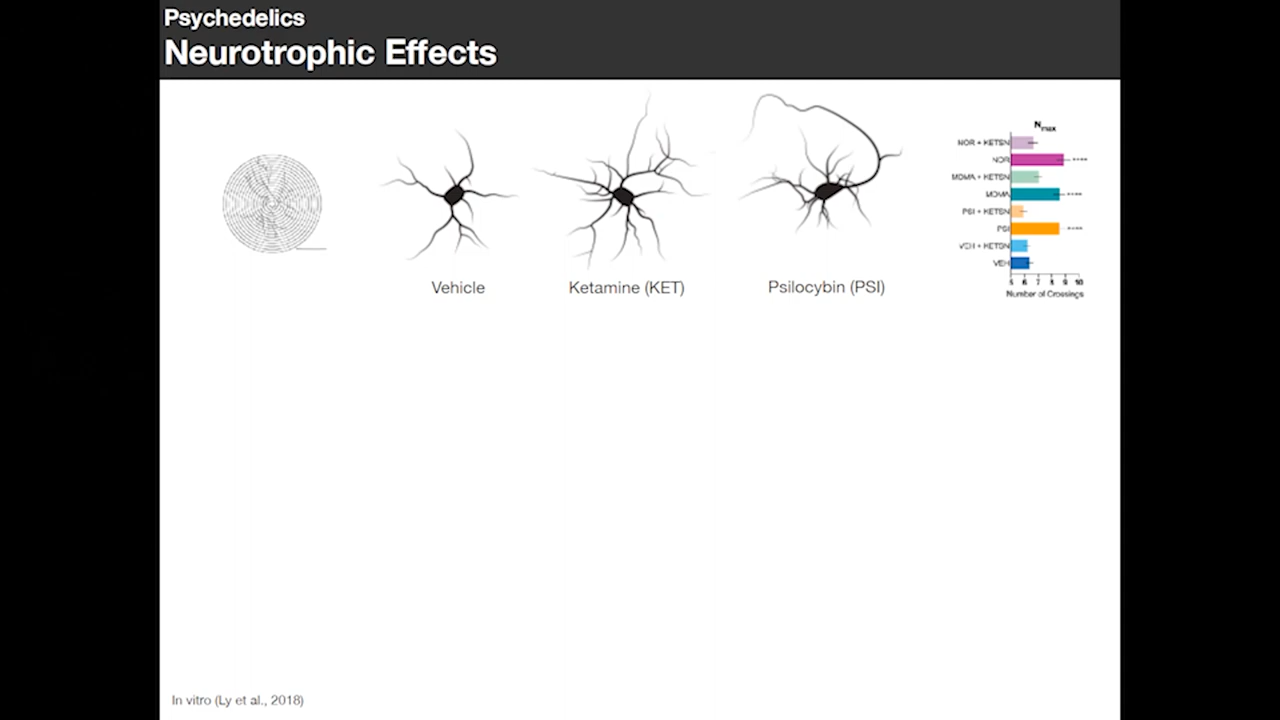 Psychedelics
Neurotrophic Effects
Vehicle
Ketamine (KET)
Psilocybin (PSI)
Nmax
NOR + KETSN
NOR
MDMA + KETSN
MDMA
PSI + KETSN
PSI
VEH + KETSN
VEH
5 6 7 8 9 10
Number of Crossings
In vitro (Ly et al., 2018)